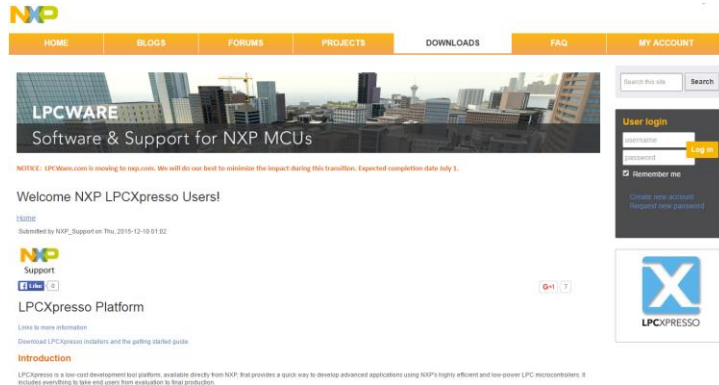 NXP
HOME BLOGS FORUMS PROJECTS DOWNLOADS FAQ MY ACCOUNT
Search this site Search
LPCWARE
Software & Support for NXP MCUs
User login
username
password
Log in
Remember me
Create new account
Request new password
NOTICE: LPCWare.com is moving to nxp.com. We will do our best to minimize the impact during this transition. Expected completion date July 1.
Welcome NXP LPCXpresso Users!
Home
Submitted by NXP_Support on Thu, 2015-12-10 01:02
NXP
Support
Like 0
G+1 7
LPCXPRESSO
LPCXpresso Platform
Links to more information
Download LPCXpresso installers and the getting started guide
Introduction
LPCXpresso is a low-cost development tool platform, available directly from NXP, that provides a quick way to develop advanced applications using NXP's highly efficient and low-power LPC microcontrollers. It
includes everything to take end users from evaluation to final production.